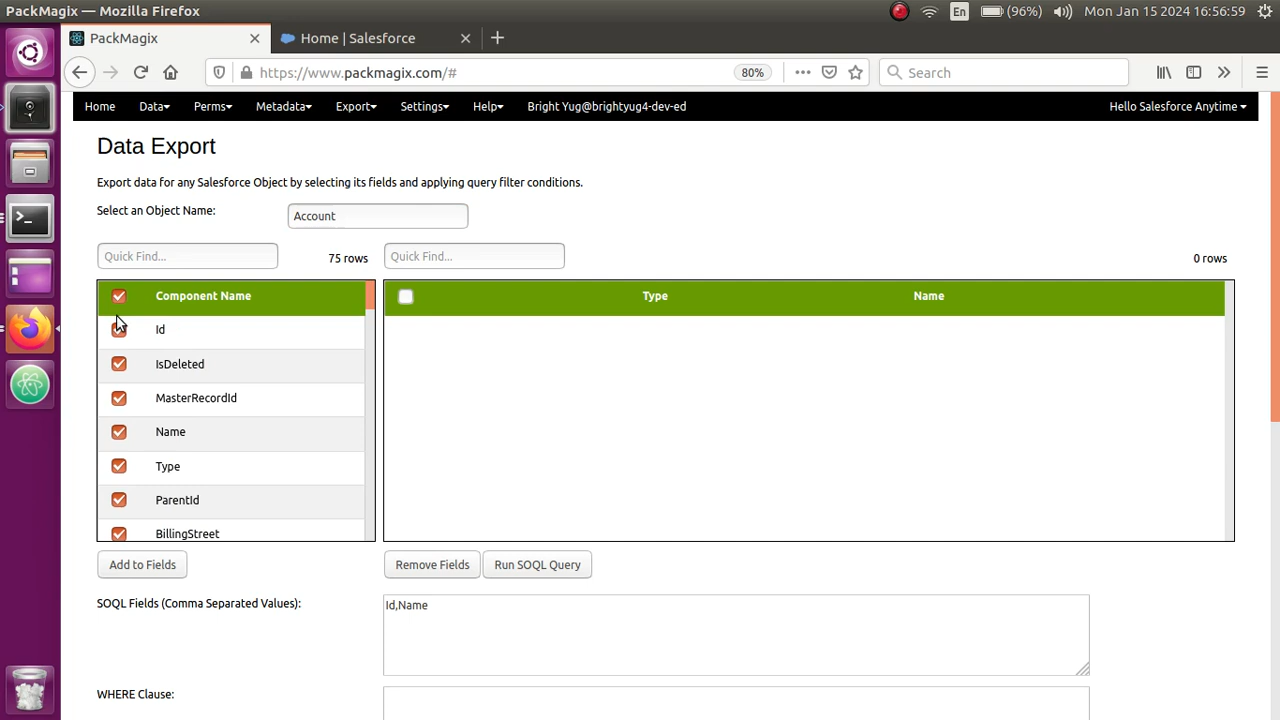 PackMagix — Mozilla Firefox
En (96%) Mon Jan 15 2024 16:56:59
PackMagix Home | Salesforce
https://www.packmagix.com/# 80% Search
Home Data Perms Metadata Export Settings Help Bright Yug@brightyug4-dev-ed Hello Salesforce Anytime
Data Export
Export data for any Salesforce Object by selecting its fields and applying query filter conditions.
Select an Object Name: Account
Quick Find... 75 rows Quick Find... 0 rows
Component Name Type Name
Id
IsDeleted
MasterRecordId
Name
Type
ParentId
BillingStreet
Add to Fields Remove Fields Run SOQL Query
SOQL Fields (Comma Separated Values): Id,Name
WHERE Clause: